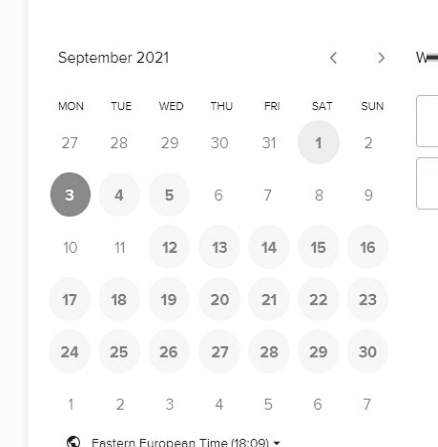 September 2021
MON TUE WED THU FRI SAT SUN
27 28 29 30 31 1 2
3 4 5 6 7 8 9
10 11 12 13 14 15 16
17 18 19 20 21 22 23
24 25 26 27 28 29 30
1 2 3 4 5 6 7
Eastern European Time (18:09)